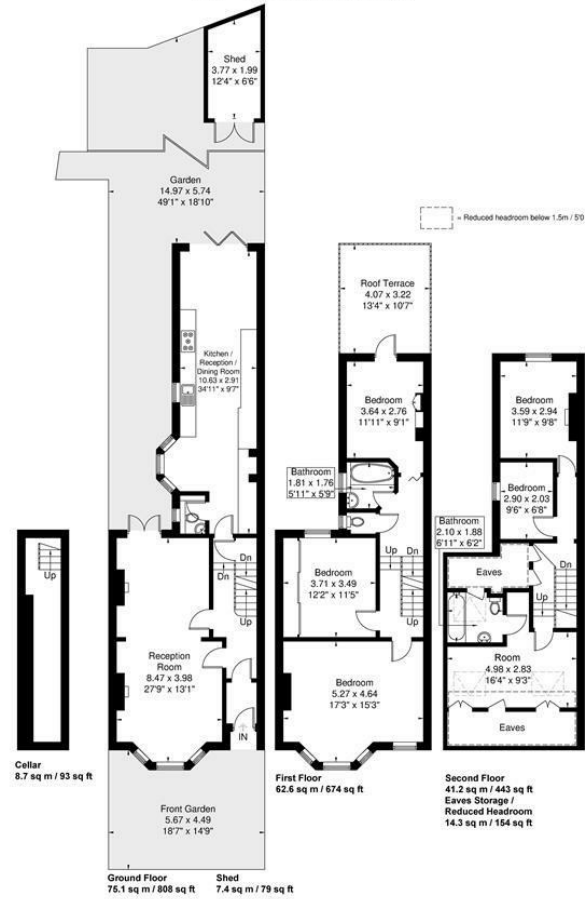 Shed
3.77 x 1.99
12'4" x 6'6"
Garden
14.97 x 5.74
49'1" x 18'10"
= Reduced headroom below 1.5m / 5'0
Roof Terrace
4.07 x 3.22
13'4" x 10'7"
Kitchen /
Reception /
Dining Room
10.63 x 2.91
34'11" x 9'7"
Bedroom
3.64 x 2.76
11'11" x 9'1"
Bedroom
3.59 x 2.94
11'9" x 9'8"
Bathroom
1.81 x 1.76
5'11" x 5'9"
Bedroom
2.90 x 2.03
9'6" x 6'8"
Bathroom
2.10 x 1.88
6'11" x 6'2"
Up
Dn
Dn
Up
Up
Dn
Up
Eaves
Dn
Up
Bedroom
3.71 x 3.49
12'2" x 11'5"
Reception
Room
8.47 x 3.98
27'9" x 13'1"
Bedroom
5.27 x 4.64
17'3" x 15'3"
Room
4.98 x 2.83
16'4" x 9'3"
Eaves
IN
Cellar
8.7 sq m / 93 sq ft
First Floor
62.6 sq m / 674 sq ft
Second Floor
41.2 sq m / 443 sq ft
Eaves Storage /
Reduced Headroom
14.3 sq m / 154 sq ft
Front Garden
5.67 x 4.49
18'7" x 14'9"
Ground Floor
75.1 sq m / 808 sq ft
Shed
7.4 sq m / 79 sq ft